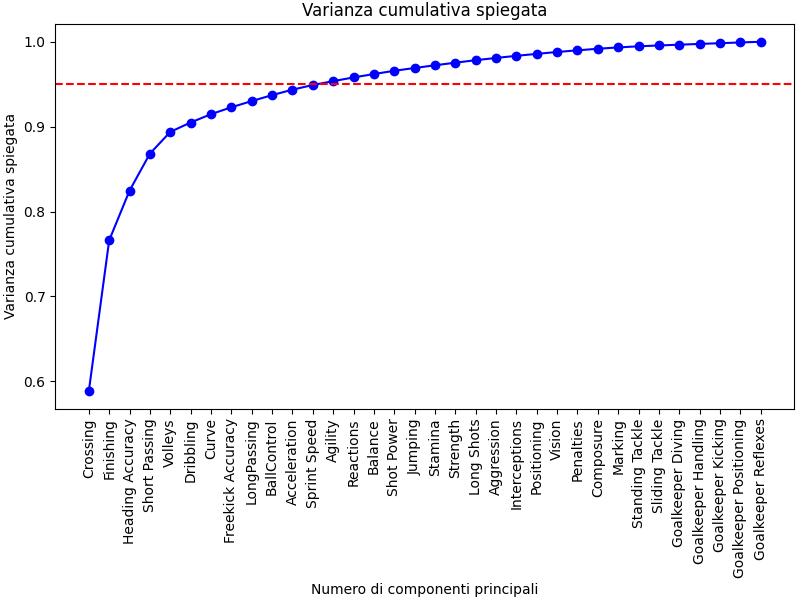 Varianza cumulativa spiegata
Varianza cumulativa spiegata
1.0
0.9
0.8
0.7
0.6
Crossing
Finishing
Heading Accuracy
Short Passing
Volleys
Dribbling
Curve
Freekick Accuracy
LongPassing
BallControl
Acceleration
Sprint Speed
Agility
Reactions
Balance
Shot Power
Jumping
Stamina
Strength
Long Shots
Aggression
Interceptions
Positioning
Vision
Penalties
Composure
Marking
Standing Tackle
Sliding Tackle
Goalkeeper Diving
Goalkeeper Handling
Goalkeeper Kicking
Goalkeeper Positioning
Goalkeeper Reflexes
Numero di componenti principali